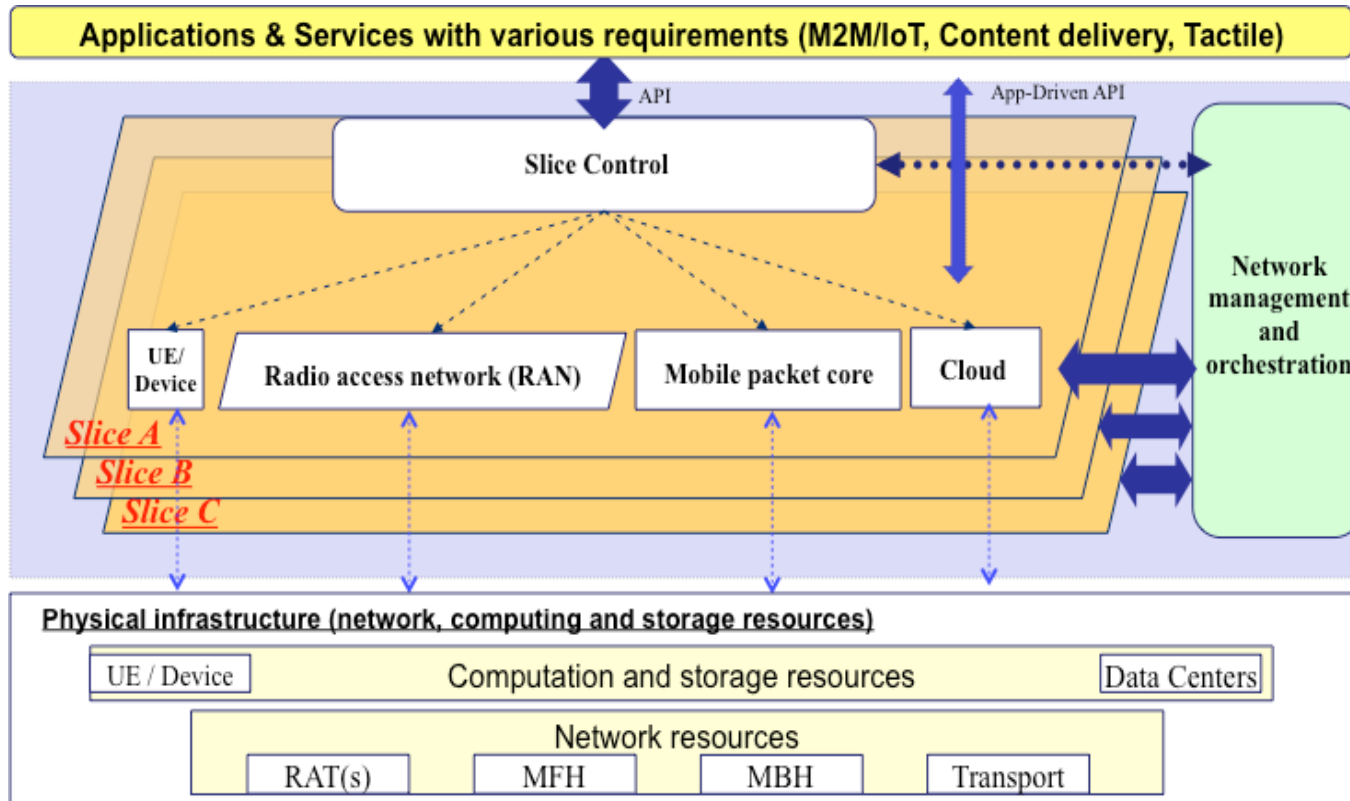 Applications & Services with various requirements (M2M/IoT, Content delivery, Tactile)
API
App-Driven API
Slice Control
Network
management
and
orchestration
UE/
Device
Radio access network (RAN)
Mobile packet core
Cloud
Slice A
Slice B
Slice C
Physical infrastructure (network, computing and storage resources)
UE / Device
Computation and storage resources
Data Centers
Network resources
RAT(s)
MFH
MBH
Transport